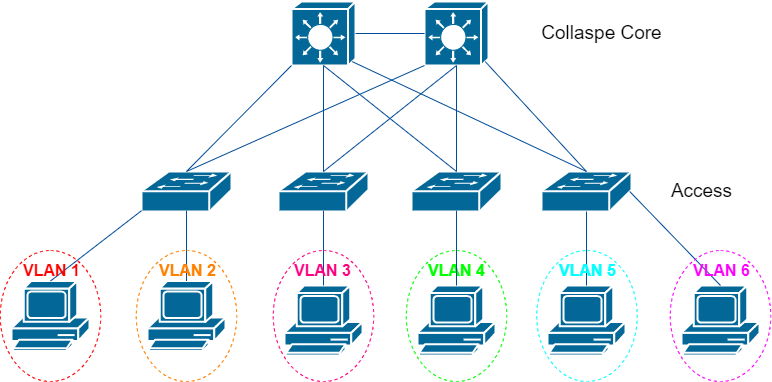 Collaspe Core
Access
VLAN 1
VLAN 2
VLAN 3
VLAN 4
VLAN 5
VLAN 6